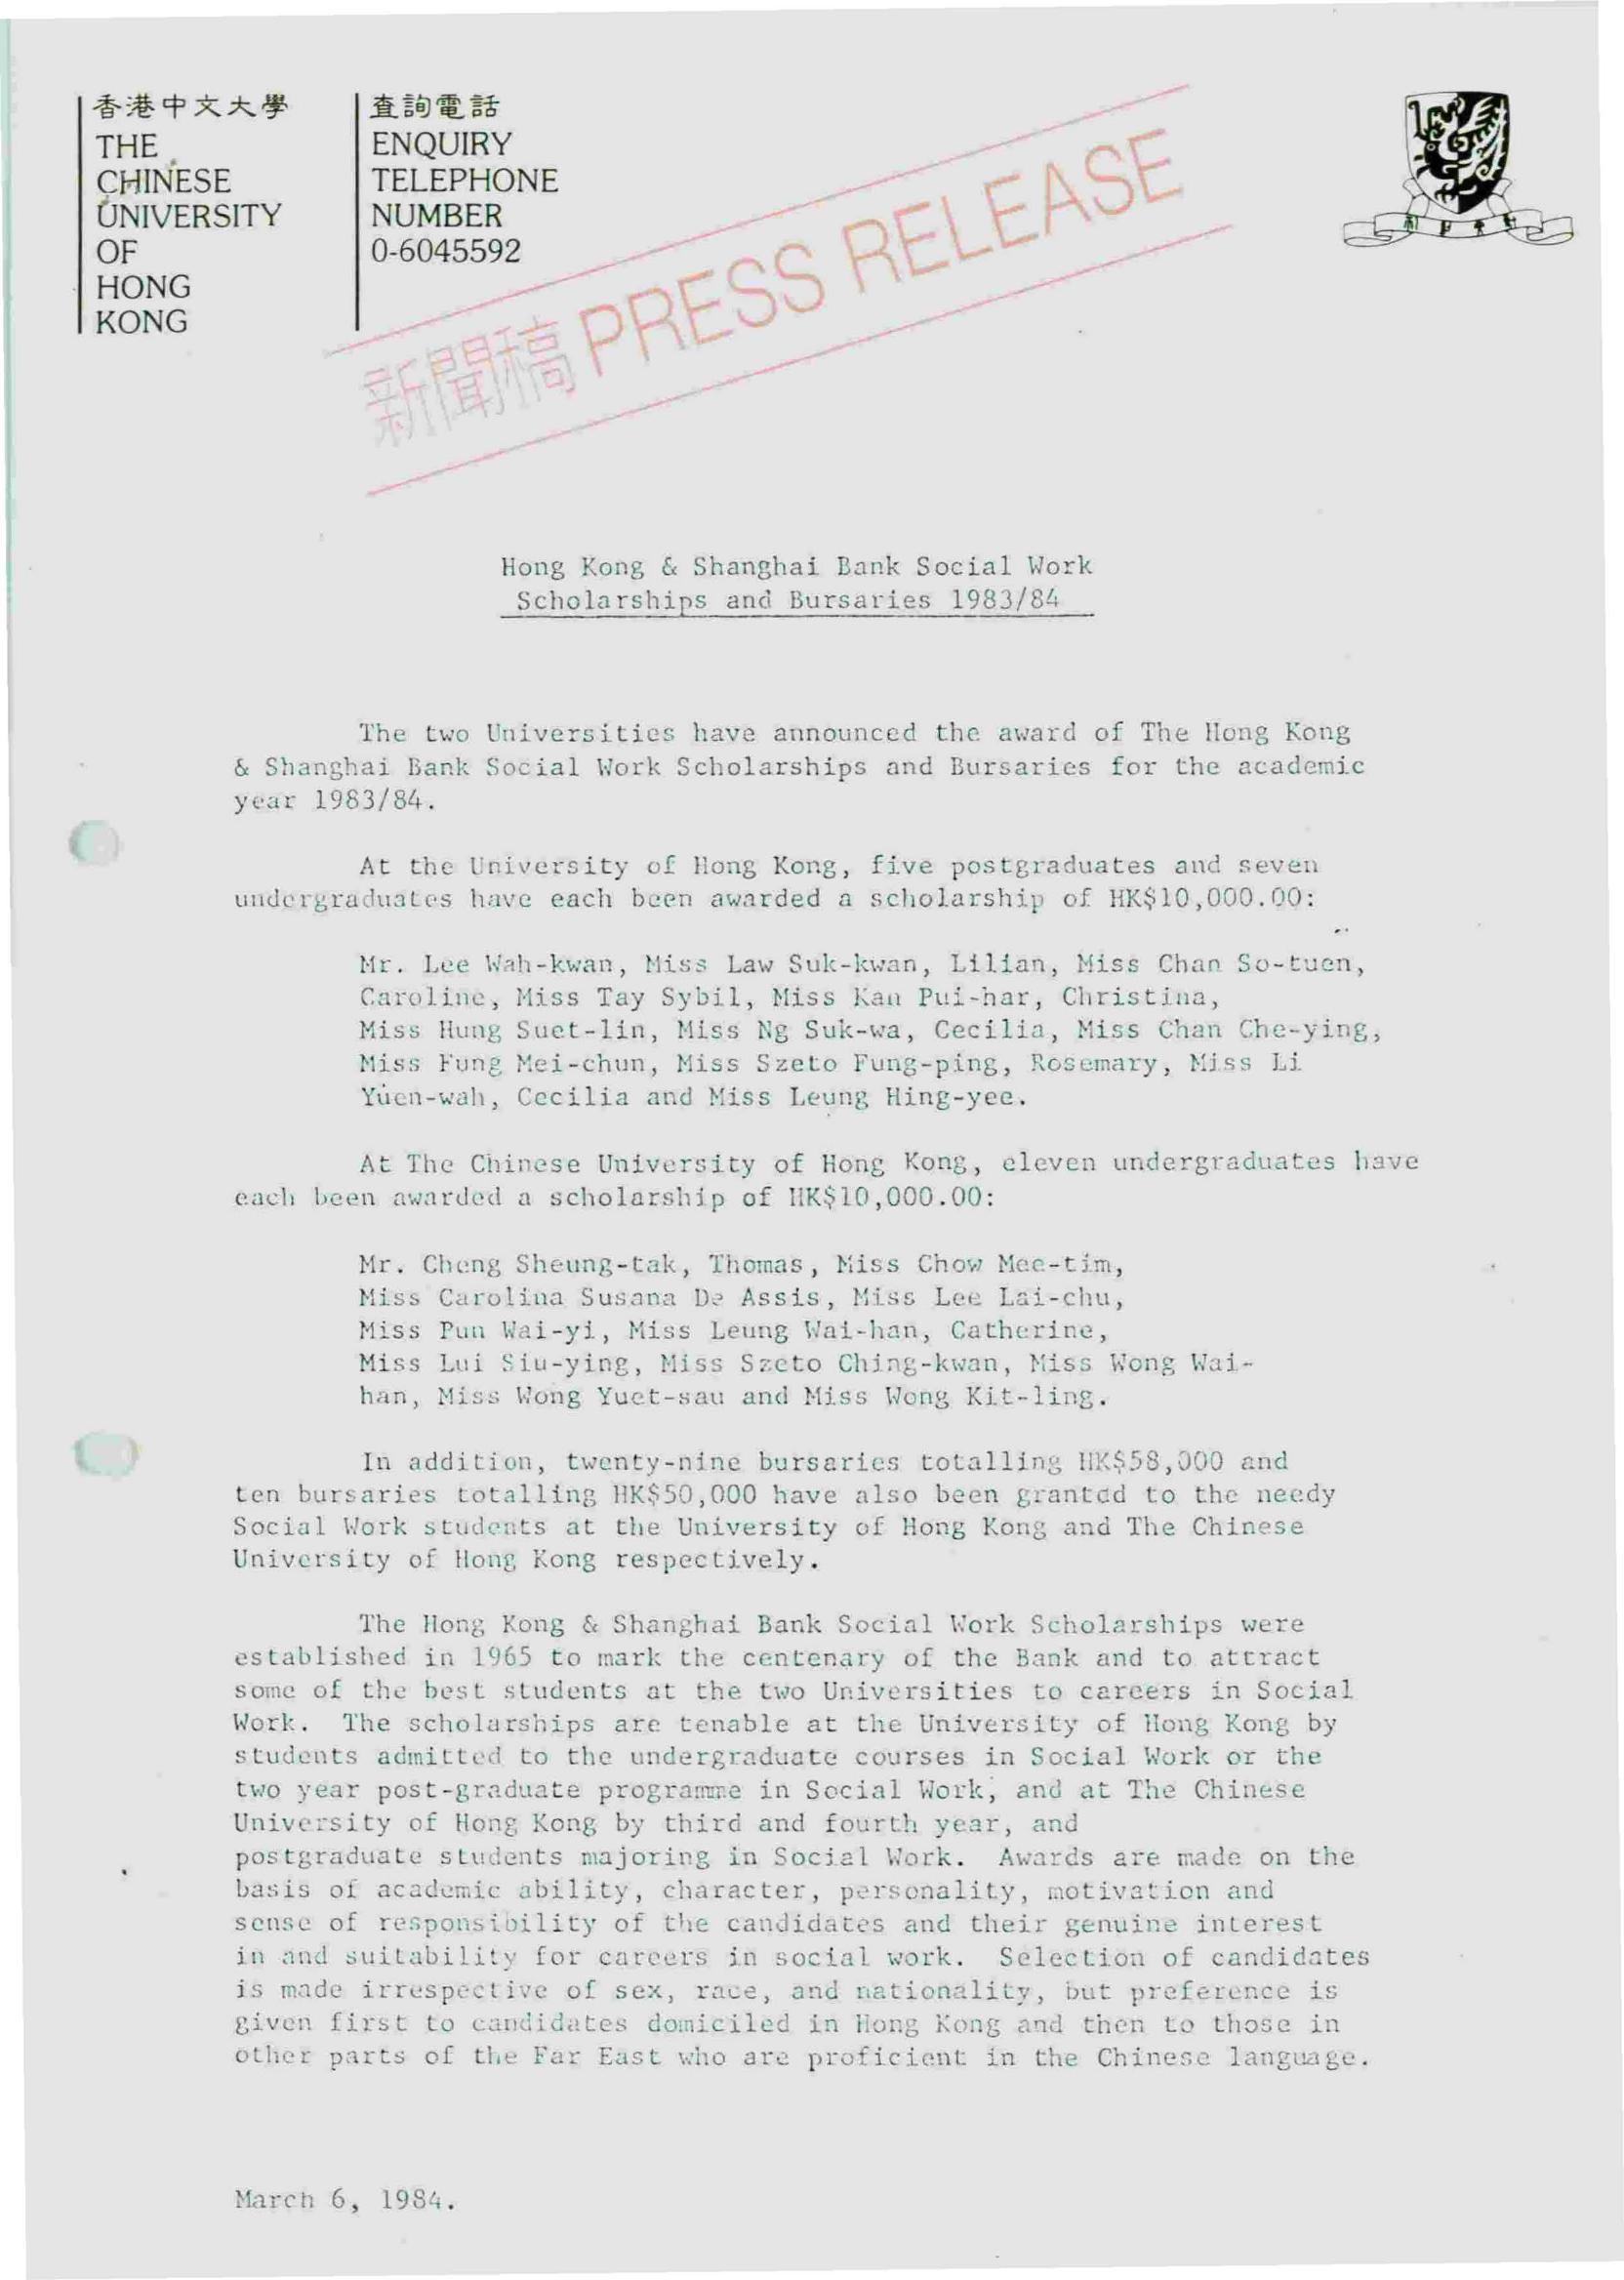 香港中文大學
THE
CHINESE
UNIVERSITY
OF
HONG
KONG
查詢電話
ENQUIRY
TELEPHONE
NUMBER
0-6045592
新聞稿 PRESS RELEASE
Hong Kong & Shanghai Bank Social Work
Scholarships and Bursaries 1983/84
The two Universities have announced the award of The Hong Kong
& Shanghai Bank Social Work Scholarships and Bursaries for the academic
year 1983/84.
At the University of Hong Kong, five postgraduates and seven
undergraduates have each been awarded a scholarship of HK$10,000.00:
Mr. Lee Wah-kwan, Miss Law Suk-kwan, Lilian, Miss Chan So-tuen,
Caroline, Miss Tay Sybil, Miss Kan Pui-har, Christina,
Miss Hung Suet-lin, Miss Ng Suk-wa, Cecilia, Miss Chan Che-ying,
Miss Fung Mei-chun, Miss Szeto Fung-ping, Rosemary, Miss Li
Yuen-wah, Cecilia and Miss Leung Hing-yee.
At The Chinese University of Hong Kong, eleven undergraduates have
each been awarded a scholarship of HK$10,000.00:
Mr. Cheng Sheung-tak, Thomas, Miss Chow Mee-tim,
Miss Carolina Susana De Assis, Miss Lee Lai-chu,
Miss Pun Wai-yi, Miss Leung Wai-han, Catherine,
Miss Lui Siu-ying, Miss Szeto Ching-kwan, Miss Wong Wai-
han, Miss Wong Yuet-sau and Miss Wong Kit-ling.
In addition, twenty-nine bursaries totalling HK$58,000 and
ten bursaries totalling HK$50,000 have also been granted to the needy
Social Work students at the University of Hong Kong and The Chinese
University of Hong Kong respectively.
The Hong Kong & Shanghai Bank Social Work Scholarships were
established in 1965 to mark the centenary of the Bank and to attract
some of the best students at the two Universities to careers in Social
Work. The scholarships are tenable at the University of Hong Kong by
students admitted to the undergraduate courses in Social Work or the
two year post-graduate programme in Social Work, and at The Chinese
University of Hong Kong by third and fourth year, and
postgraduate students majoring in Social Work. Awards are made on the
basis of academic ability, character, personality, motivation and
sense of responsibility of the candidates and their genuine interest
in and suitability for careers in social work. Selection of candidates
is made irrespective of sex, race, and nationality, but preference is
given first to candidates domiciled in Hong Kong and then to those in
other parts of the Far East who are proficient in the Chinese language.
March 6, 1984.